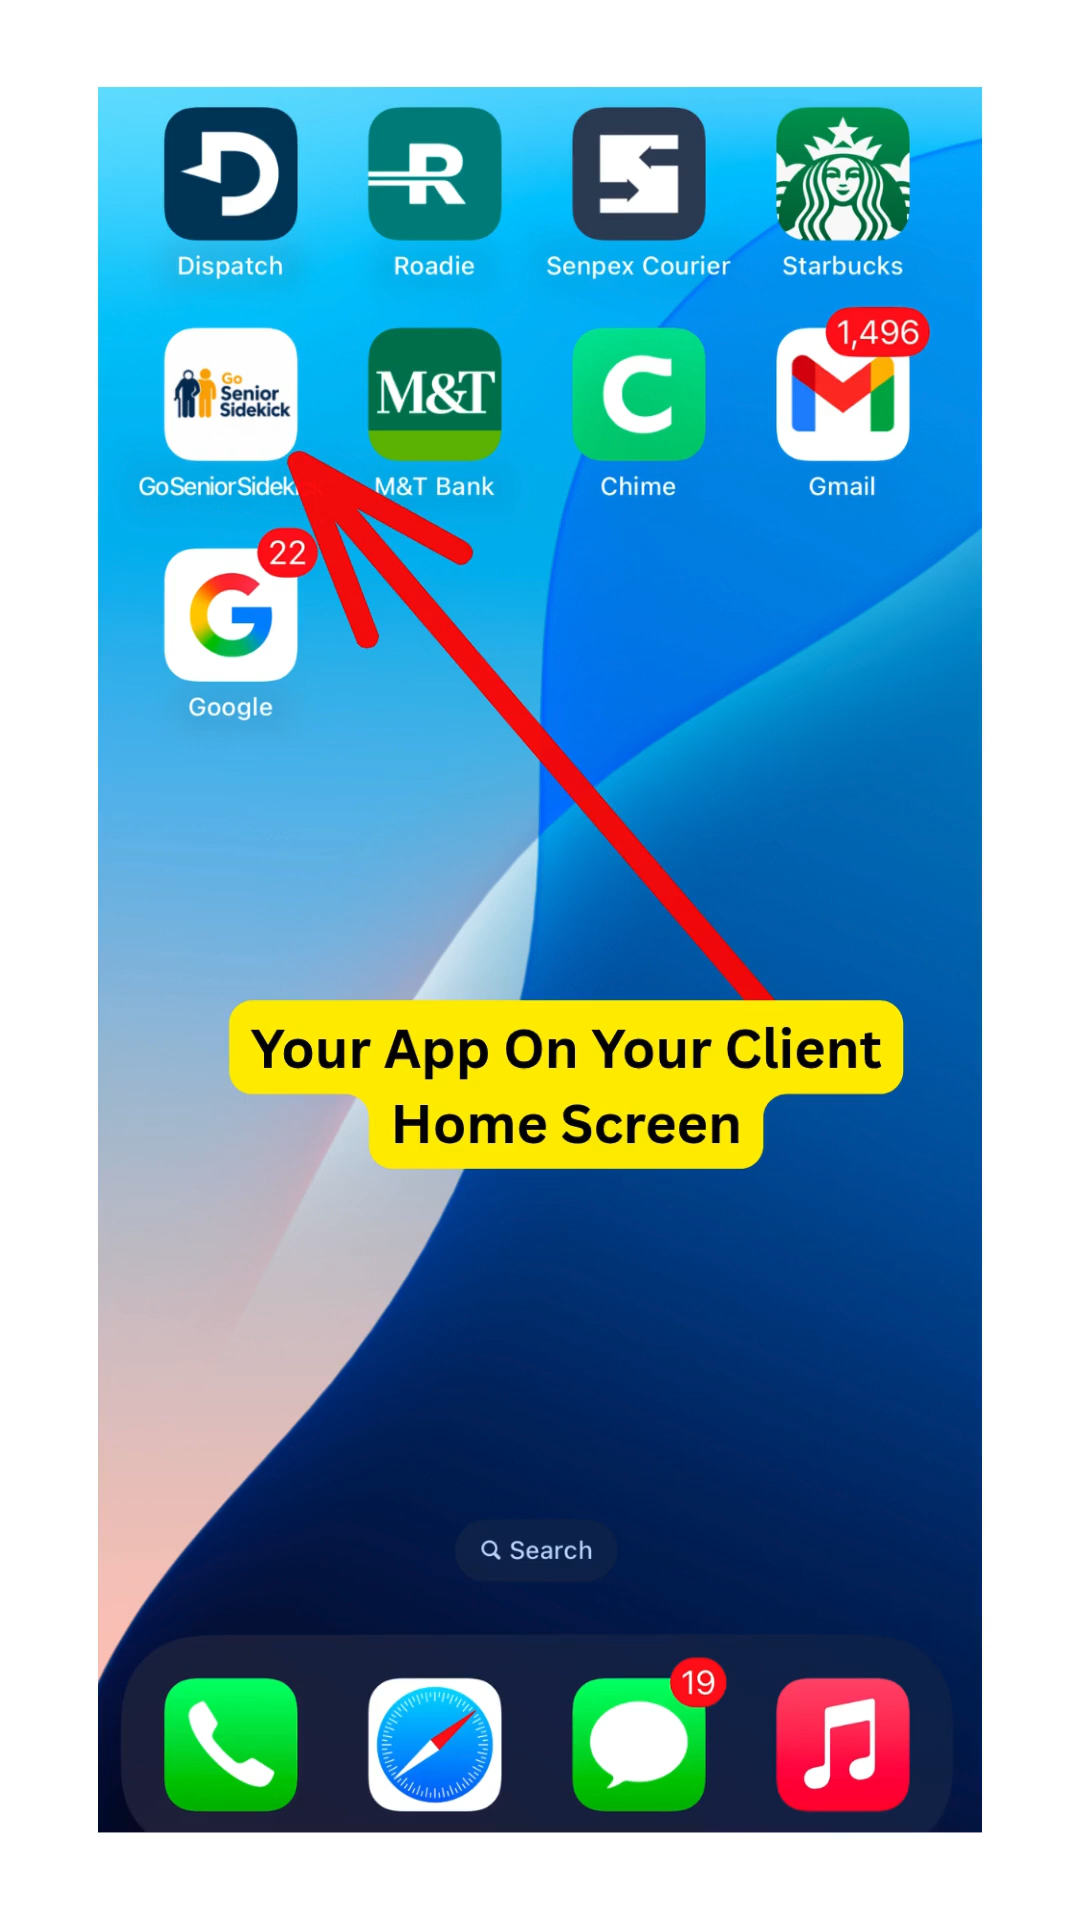 Dispatch
Roadie
Senpex Courier
Starbucks
Go
Senior
Sidekick
M&T
1,496
GoSeniorSideki
M&T Bank
Chime
Gmail
22
Google
Your App On Your Client
Home Screen
Search
19